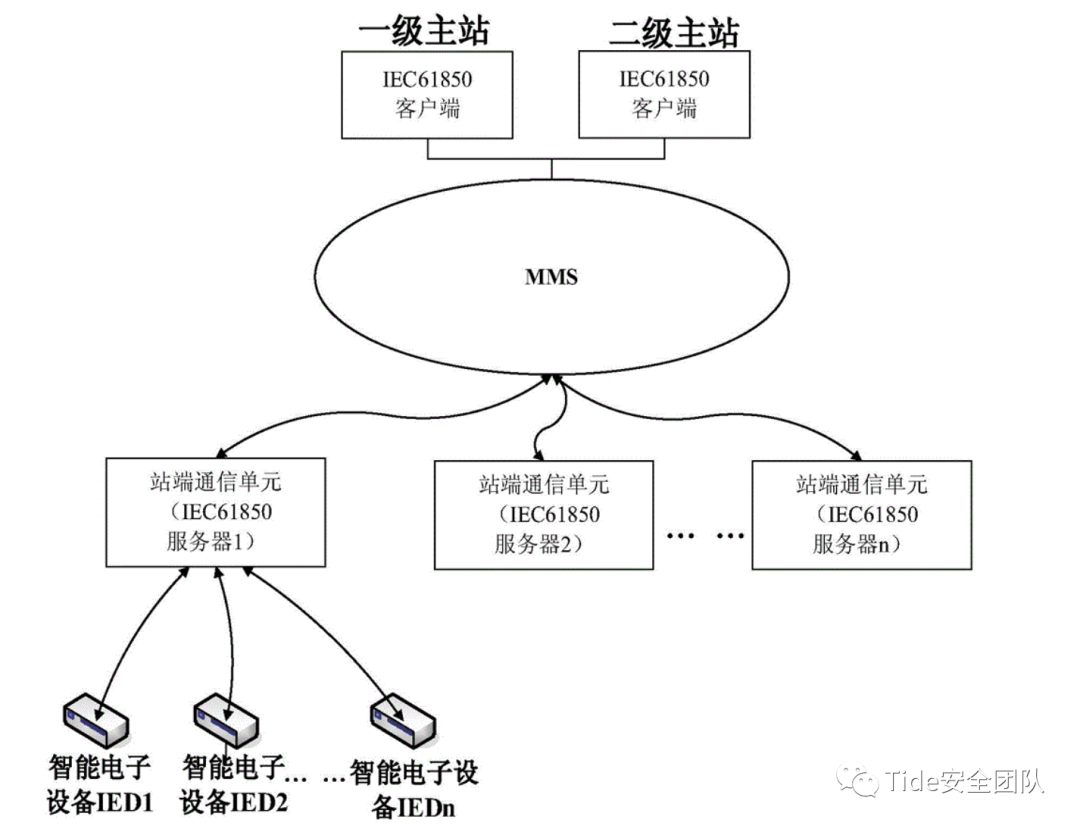 一级主站
二级主站
IEC61850
客户端
IEC61850
客户端
MMS
站端通信单元
（IEC61850
服务器1）
站端通信单元
（IEC61850
服务器2）
… …
站端通信单元
（IEC61850
服务器n）
智能电子
设备IED1
智能电子
设备IED2
… …
智能电子设
备IEDn
Tide安全团队